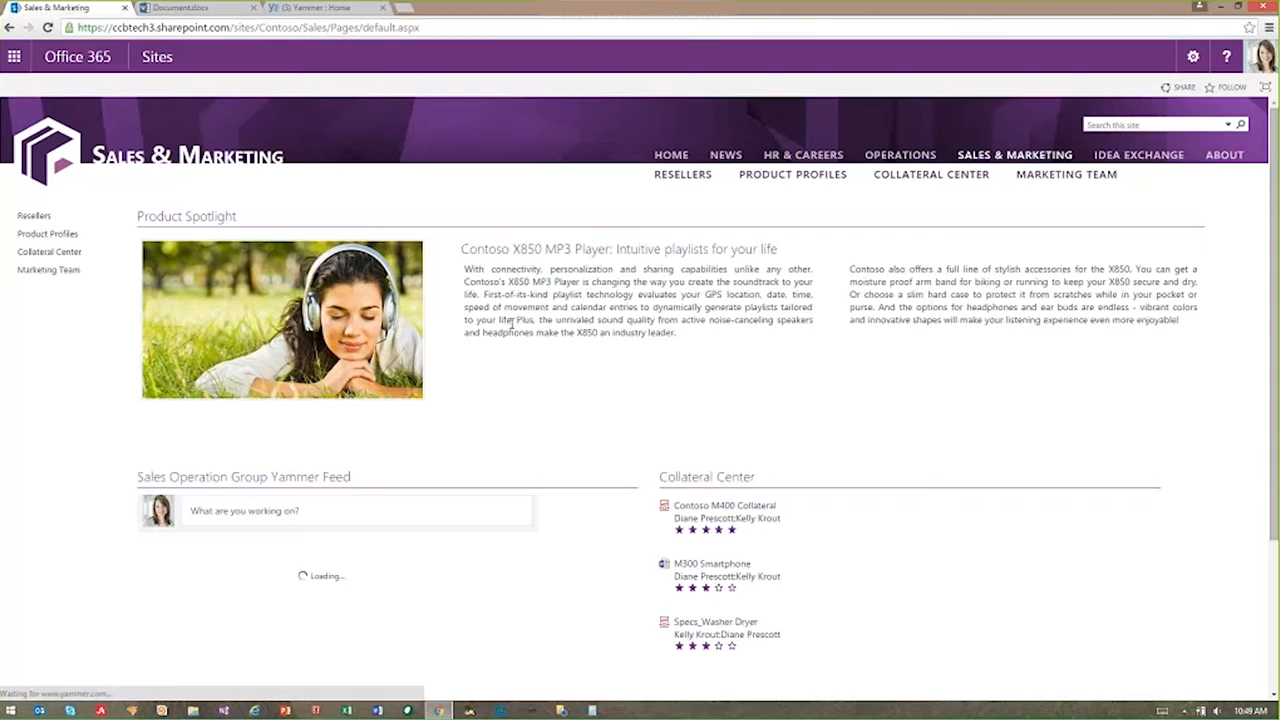 Sales & Marketing
Document.docx
(3) Yammer : Home
https://ccbtech3.sharepoint.com/sites/Contoso/Sales/Pages/default.aspx
Office 365
Sites
?
SHARE
FOLLOW
Search this site
SALES & MARKETING
HOME
NEWS
HR & CAREERS
OPERATIONS
SALES & MARKETING
IDEA EXCHANGE
ABOUT
RESELLERS
PRODUCT PROFILES
COLLATERAL CENTER
MARKETING TEAM
Resellers
Product Profiles
Collateral Center
Marketing Team
Product Spotlight
Contoso X850 MP3 Player: Intuitive playlists for your life
With connectivity, personalization and sharing capabilities unlike any other,
Contoso's X850 MP3 Player is changing the way you create the soundtrack to your
life. First-of-its-kind playlist technology evaluates your GPS location, date, time,
speed of movement and calendar entries to dynamically generate playlists tailored
to your life. Plus, the unrivaled sound quality from active noise-canceling speakers
and headphones make the X850 an industry leader.
Contoso also offers a full line of stylish accessories for the X850. You can get a
moisture proof arm band for biking or running to keep your X850 secure and dry.
Or choose a slim hard case to protect it from scratches while in your pocket or
purse. And the options for headphones and ear buds are endless - vibrant colors
and innovative shapes will make your listening experience even more enjoyable!
Sales Operation Group Yammer Feed
What are you working on?
Loading...
Collateral Center
Contoso M400 Collateral
Diane Prescott;Kelly Krout
M300 Smartphone
Diane Prescott;Kelly Krout
Specs_Washer Dryer
Kelly Krout;Diane Prescott
Waiting for www.yammer.com...
10:49 AM